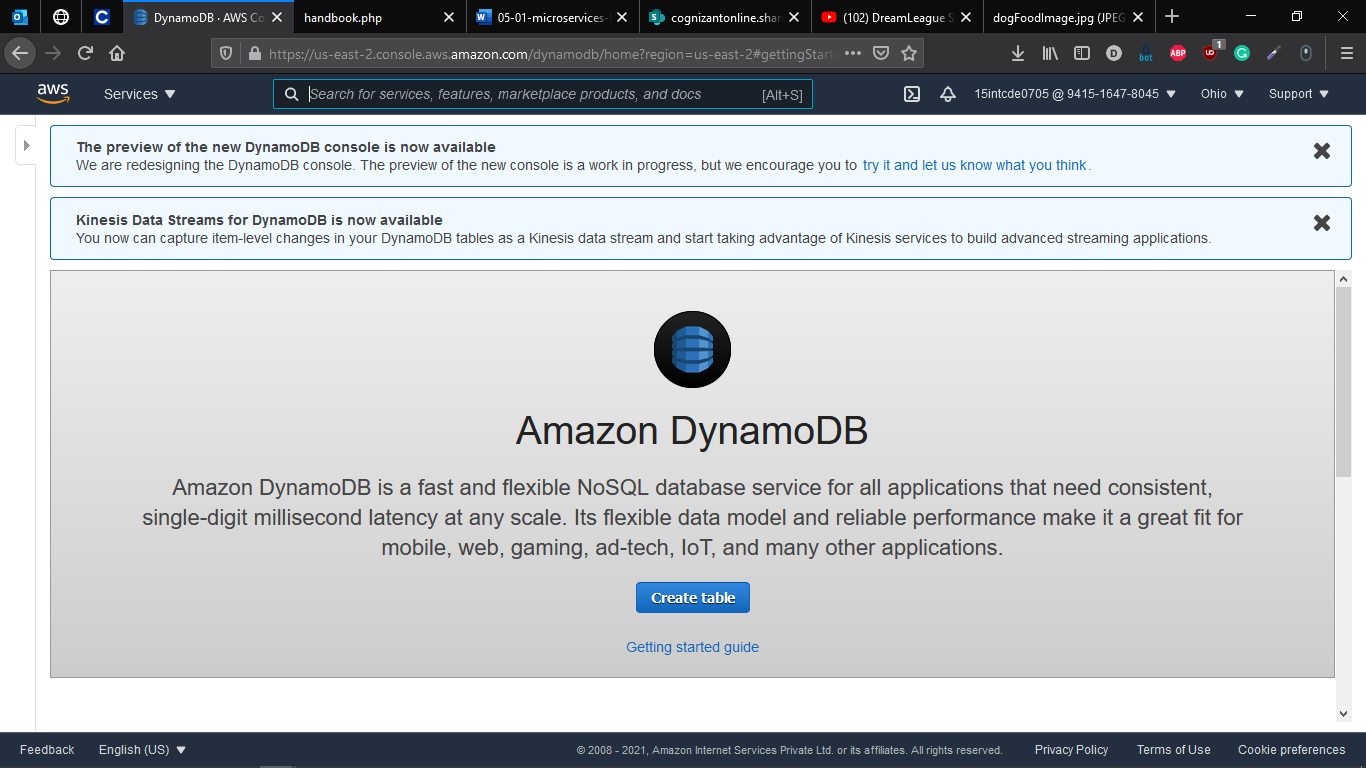 DynamoDB · AWS Co
handbook.php
05-01-microservices-
cognizantonline.shar
(102) DreamLeague S
dogFoodImage.jpg (JPEG
https://us-east-2.console.aws.amazon.com/dynamodb/home?region=us-east-2#gettingStart
D
bot
ABP
UD
1
aws
Services
Search for services, features, marketplace products, and docs
[Alt+S]
15intcde0705 @ 9415-1647-8045
Ohio
Support
The preview of the new DynamoDB console is now available
We are redesigning the DynamoDB console. The preview of the new console is a work in progress, but we encourage you to try it and let us know what you think.
Kinesis Data Streams for DynamoDB is now available
You now can capture item-level changes in your DynamoDB tables as a Kinesis data stream and start taking advantage of Kinesis services to build advanced streaming applications.
Amazon DynamoDB
Amazon DynamoDB is a fast and flexible NoSQL database service for all applications that need consistent,
single-digit millisecond latency at any scale. Its flexible data model and reliable performance make it a great fit for
mobile, web, gaming, ad-tech, IoT, and many other applications.
Create table
Getting started guide
Feedback
English (US)
© 2008 - 2021, Amazon Internet Services Private Ltd. or its affiliates. All rights reserved.
Privacy Policy
Terms of Use
Cookie preferences